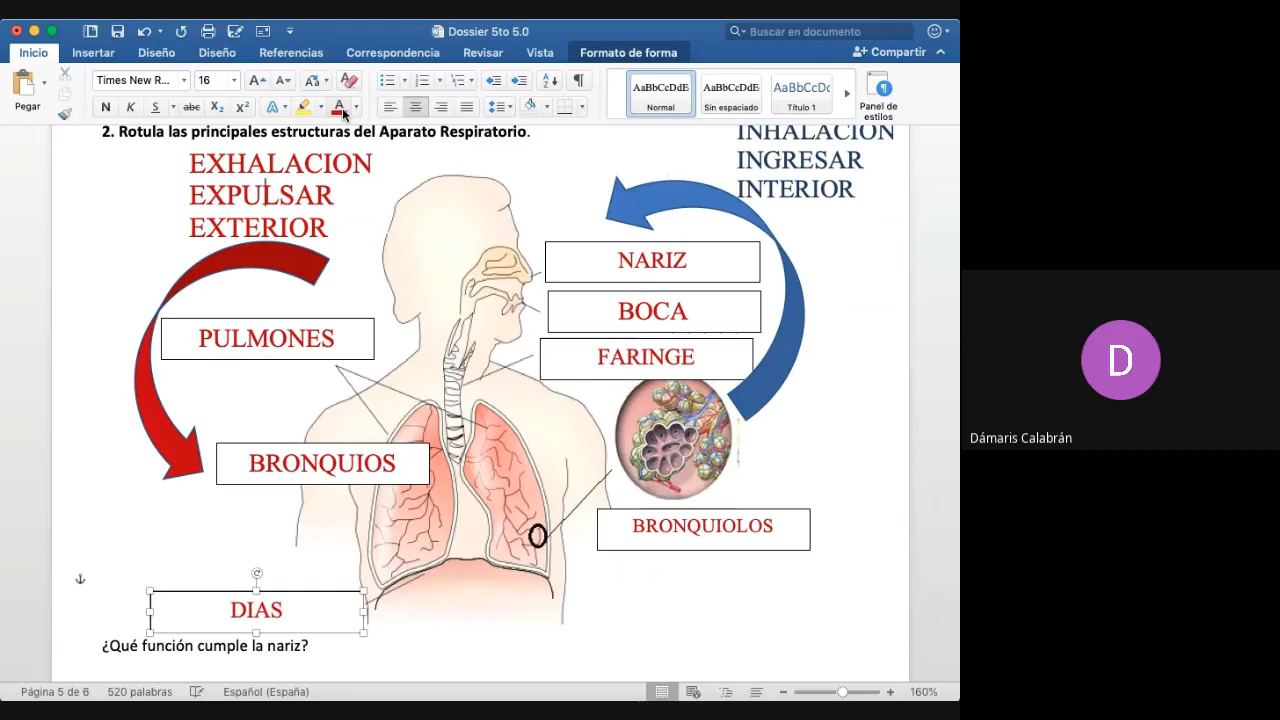 Dossier 5to 5.0
Buscar en documento
Inicio Insertar Diseño Diseño Referencias Correspondencia Revisar Vista Formato de forma Compartir
Pegar
Times New R... 16
N K S abc X₂ X² A A
AaBbCcDdE AaBbCcDdE AaBbCcDc
Normal Sin espaciado Título 1
Panel de estilos
2. Rotula las principales estructuras del Aparato Respiratorio.
EXHALACION
EXPULSAR
EXTERIOR
INHALACION
INGRESAR
INTERIOR
NARIZ
BOCA
PULMONES
FARINGE
BRONQUIOS
BRONQUIOLOS
DIAS
¿Qué función cumple la nariz?
Página 5 de 6 520 palabras Español (España) 160%
D
Dámaris Calabrán